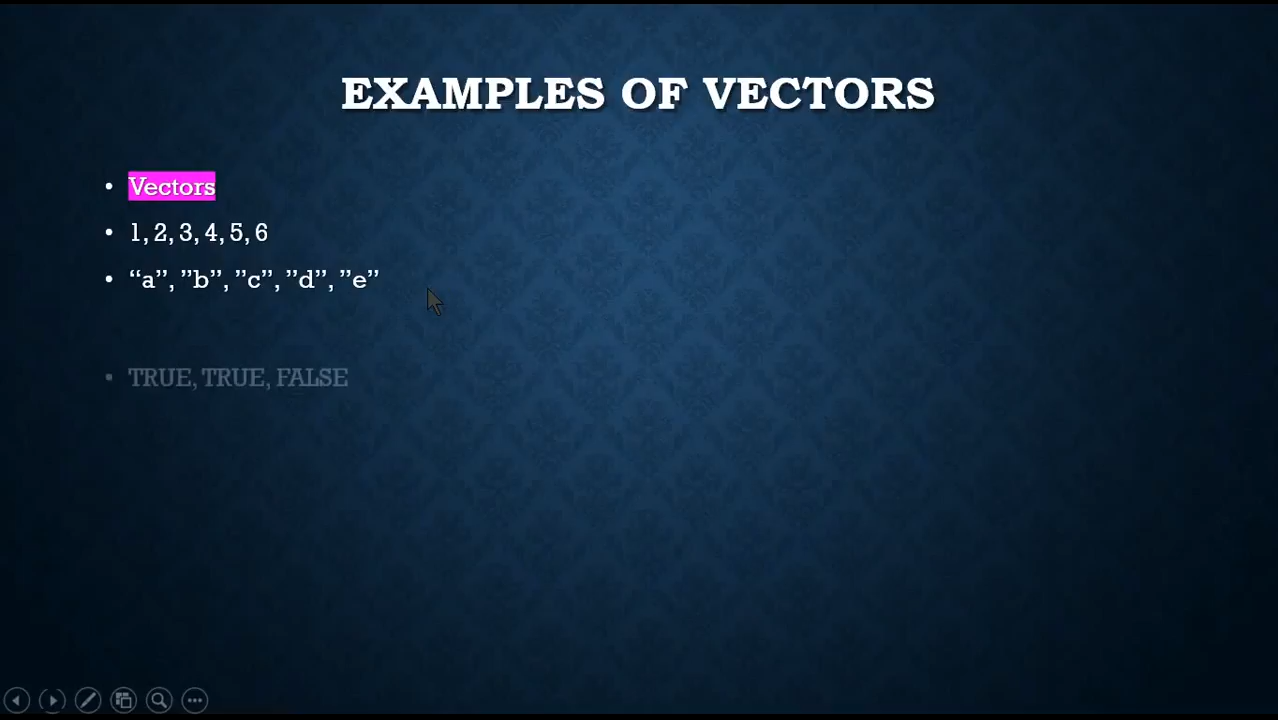 EXAMPLES OF VECTORS
• Vectors
• 1, 2, 3, 4, 5, 6
• “a”, ”b”, ”c”, ”d”, ”e”
• TRUE, TRUE, FALSE